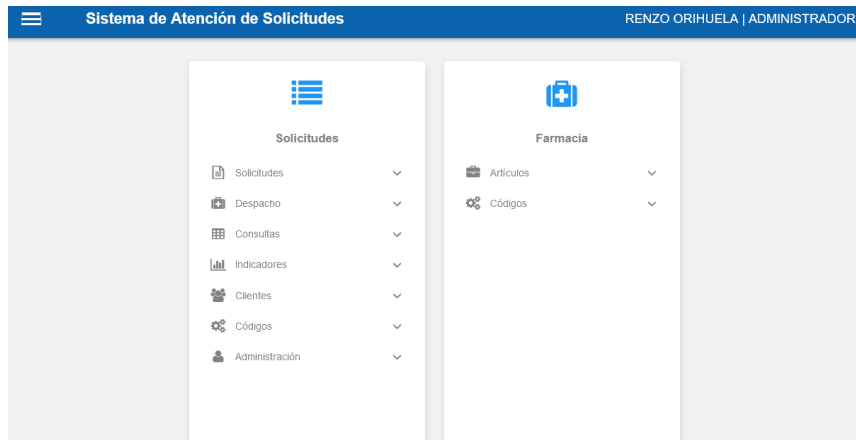 Sistema de Atención de Solicitudes
RENZO ORIHUELA | ADMINISTRADOR
Solicitudes
Solicitudes
Despacho
Consultas
Indicadores
Clientes
Códigos
Administración
Farmacia
Artículos
Códigos